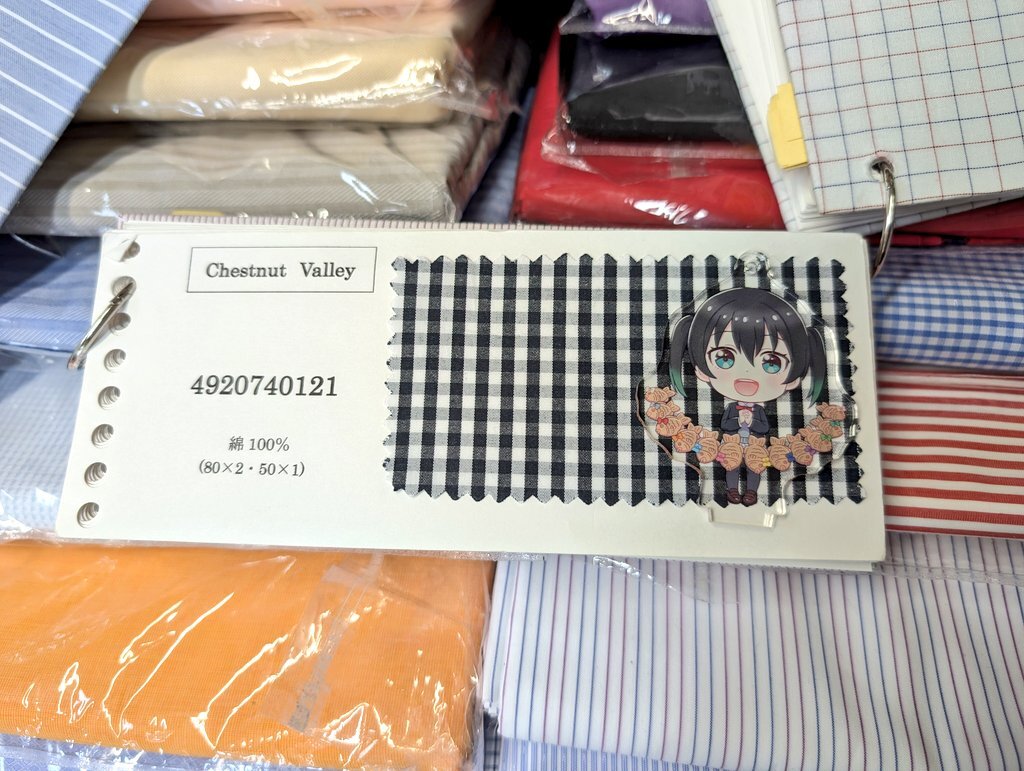 Chestnut Valley
4920740121
綿 100%
(80×2・50×1)